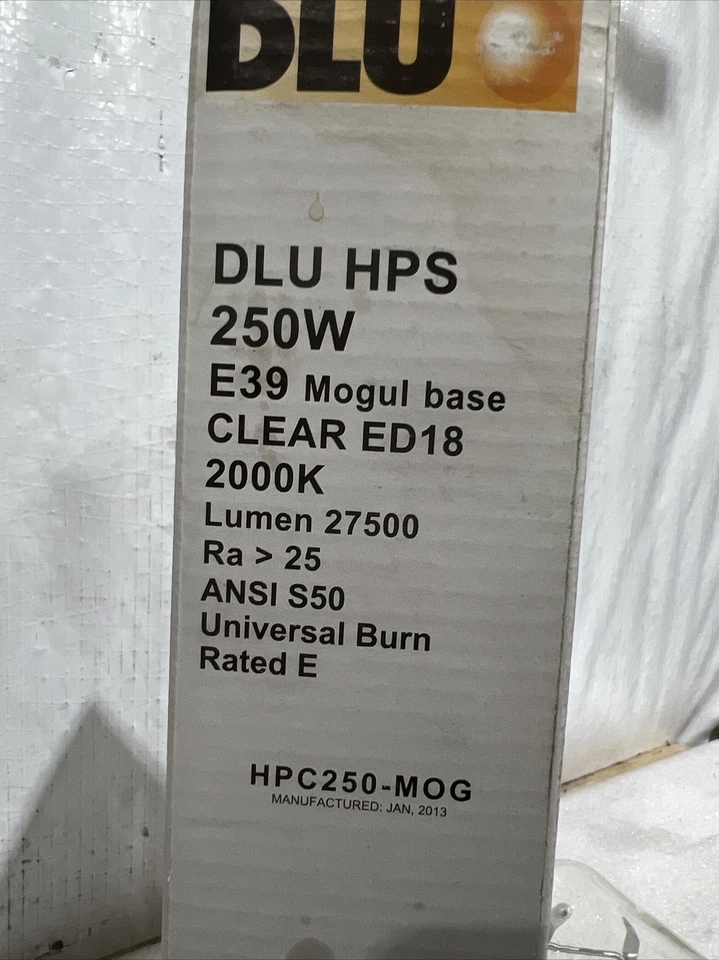 DLU
DLU HPS
250W
E39 Mogul base
CLEAR ED18
2000K
Lumen 27500
Ra > 25
ANSI S50
Universal Burn
Rated E
HPC250-MOG
MANUFACTURED: JAN, 2013